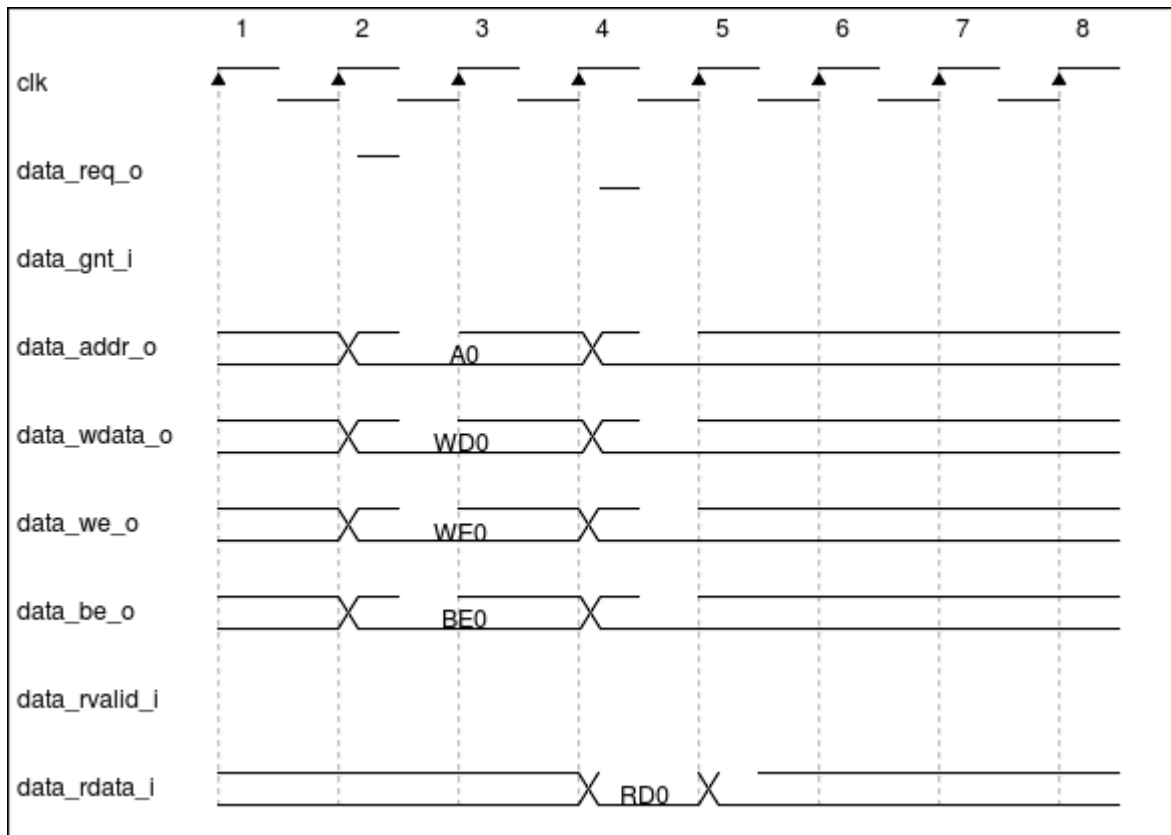 1 2 3 4 5 6 7 8
clk
data_req_o
data_gnt_i
data_addr_o A0
data_wdata_o WD0
data_we_o WE0
data_be_o BE0
data_rvalid_i
data_rdata_i RD0